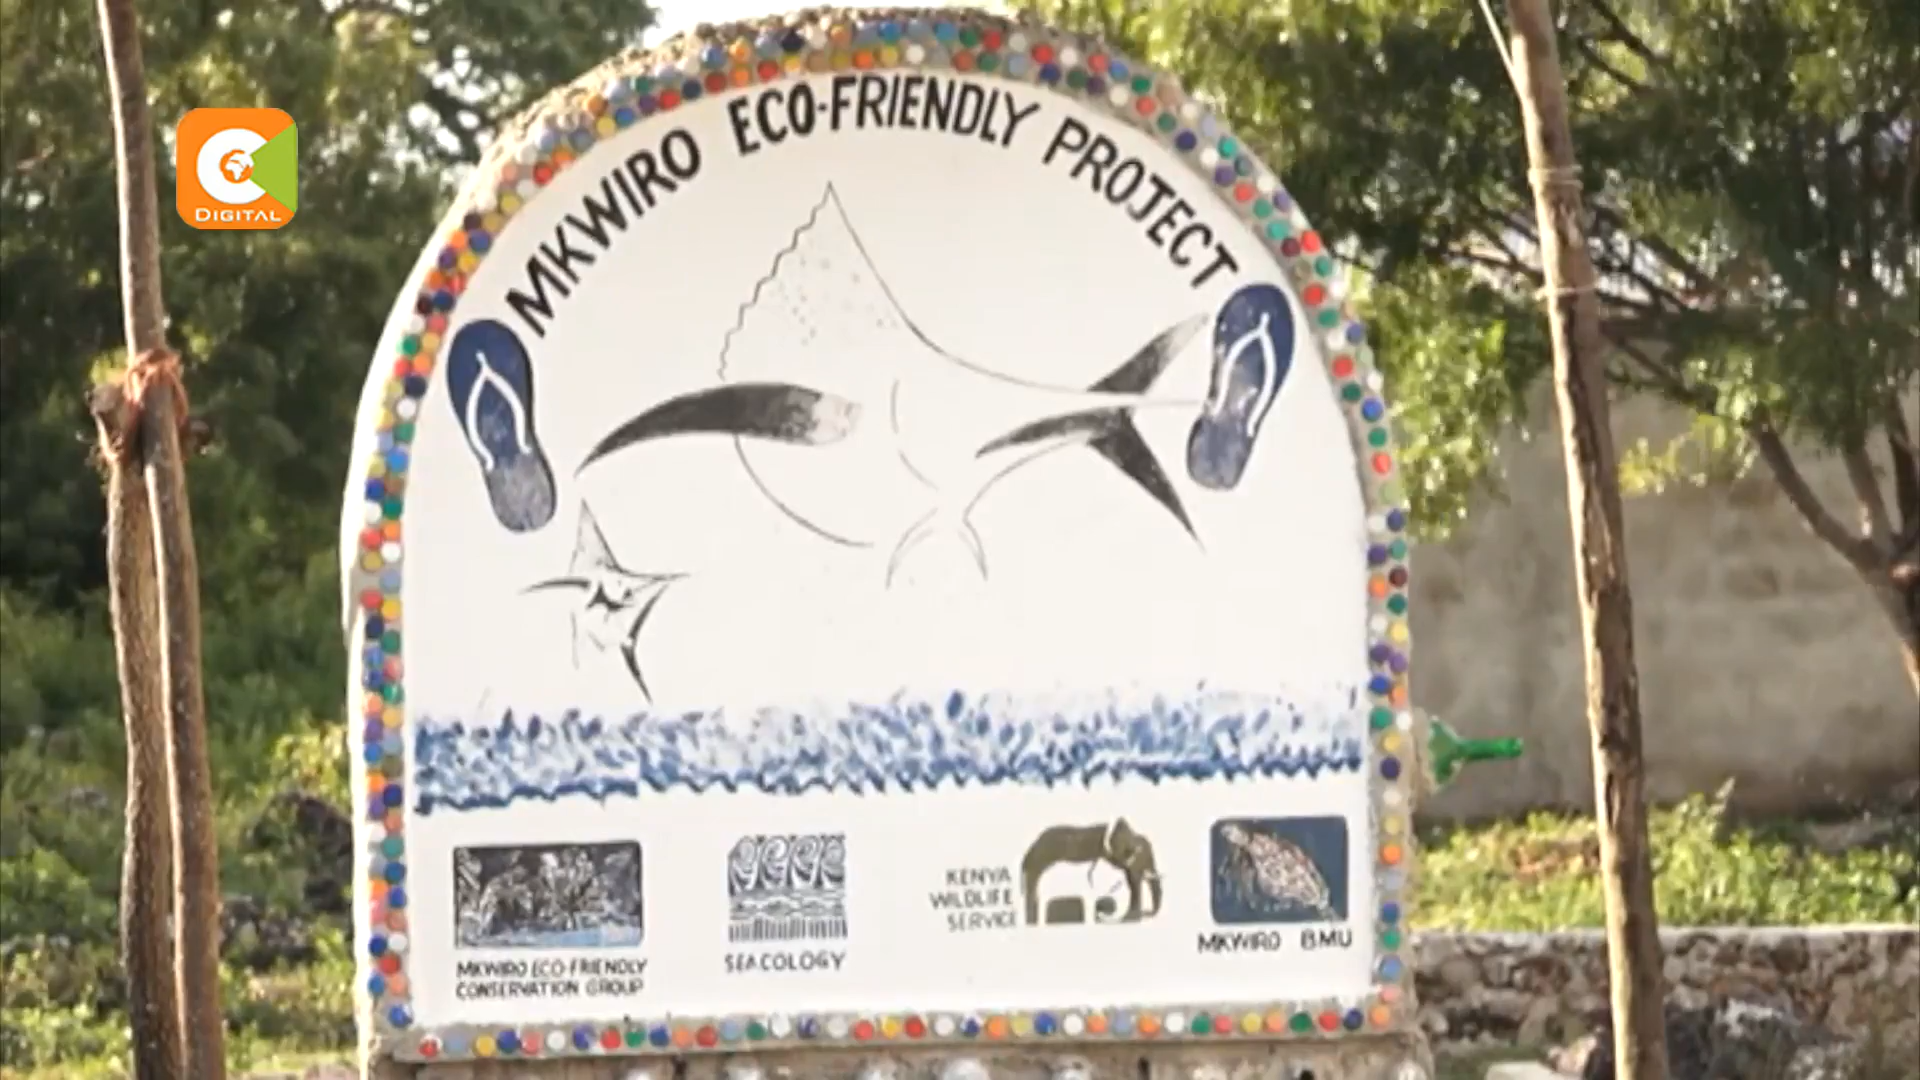 DIGITAL
MKWIRO ECO-FRIENDLY PROJECT
MKWIRO ECO-FRIENDLY
CONSERVATION GROUP
SEACOLOGY
KENYA
WILDLIFE
SERVICE
MKWIRO BMU